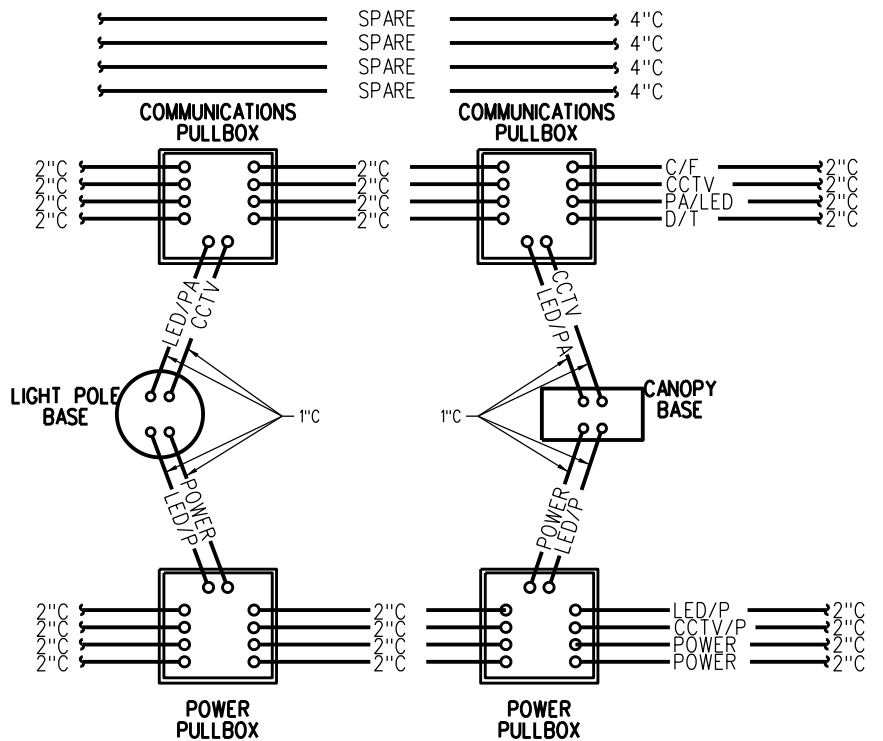 SPARE 4"C
SPARE 4"C
SPARE 4"C
SPARE 4"C
COMMUNICATIONS
PULLBOX
COMMUNICATIONS
PULLBOX
2"C 2"C C/F 2"C
2"C 2"C CCTV 2"C
2"C 2"C PA/LED 2"C
2"C 2"C D/T 2"C
LED/PA
CCTV
CCTV
LED/PA
LIGHT POLE
BASE
1"C
1"C
CANOPY
BASE
LED/P
POWER
POWER
LED/P
2"C 2"C LED/P 2"C
2"C 2"C CCTV/P 2"C
2"C 2"C POWER 2"C
2"C 2"C POWER 2"C
POWER
PULLBOX
POWER
PULLBOX